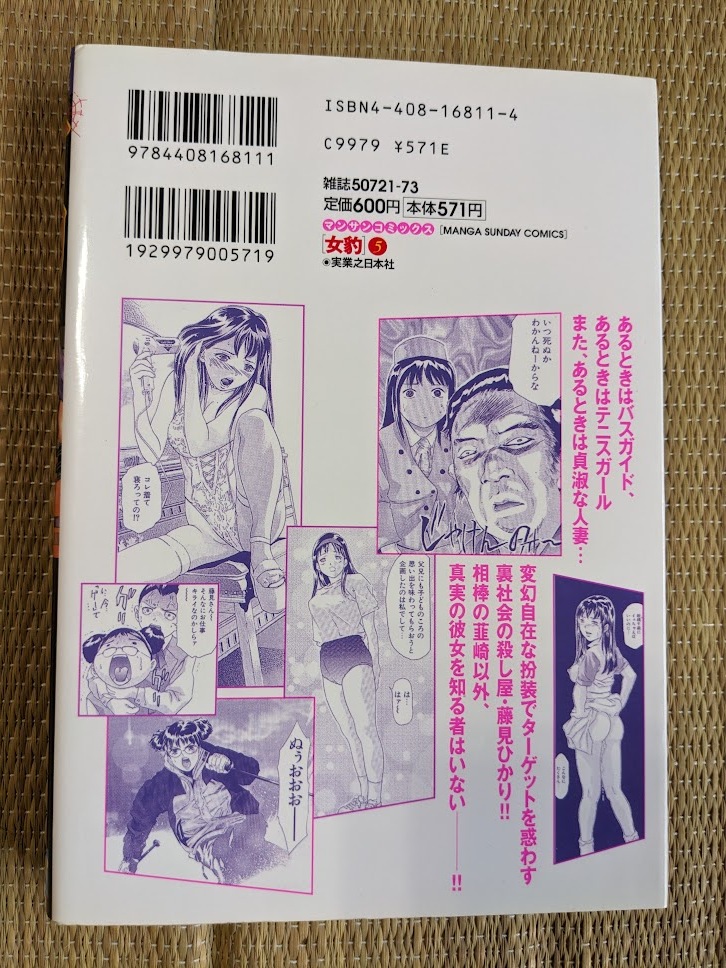 ISBN4-408-16811-4
C9979 ¥571E
9784408168111
雑誌50721-73
定価600円 本体571円
マンサンコミックス [MANGA SUNDAY COMICS]
[女豹] 5
●実業之日本社
1929979005719
あるときはバスガイド、
あるときはテニスガール
また、あるときは貞淑な人妻…
変幻自在な扮装でターゲットを惑わす
裏社会の殺し屋・藤見ひかり!!
相棒の韮崎以外、
真実の彼女を知る者はいない――!!
いつ死ぬか
わかんねーからな
じゃけんのォ〜
コレ着て
寝ろっての!?
父兄にも子どものころの
思い出を味わってもらおうと
企画したのは私でして…
は…
はァ…
藤見さん〜
そんなにお仕事
キライなのかしらァ
ぬぅおおお――